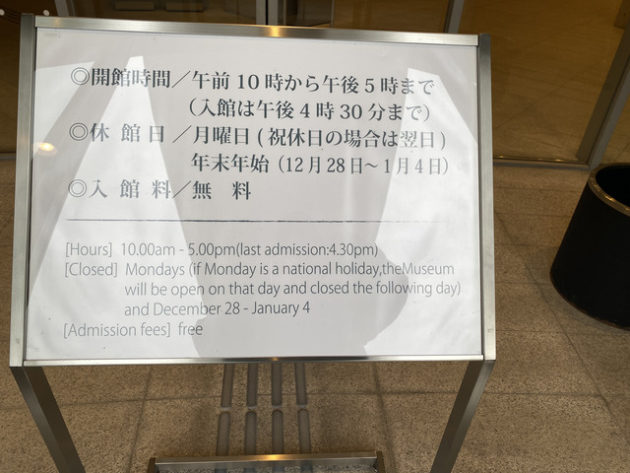 ◎開館時間／午前10時から午後5時まで
（入館は午後4時30分まで）
◎休館日／月曜日(祝休日の場合は翌日)
年末年始（12月28日～1月4日）
◎入館料／無料
[Hours] 10.00am - 5.00pm(last admission:4.30pm)
[Closed] Mondays (if Monday is a national holiday,theMuseum
will be open on that day and closed the following day)
and December 28 - January 4
[Admission fees] free